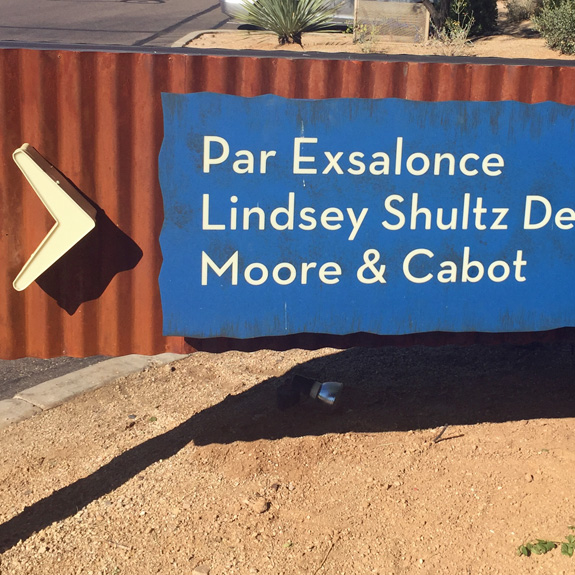 Par Exsalonce
Lindsey Shultz De
Moore & Cabot